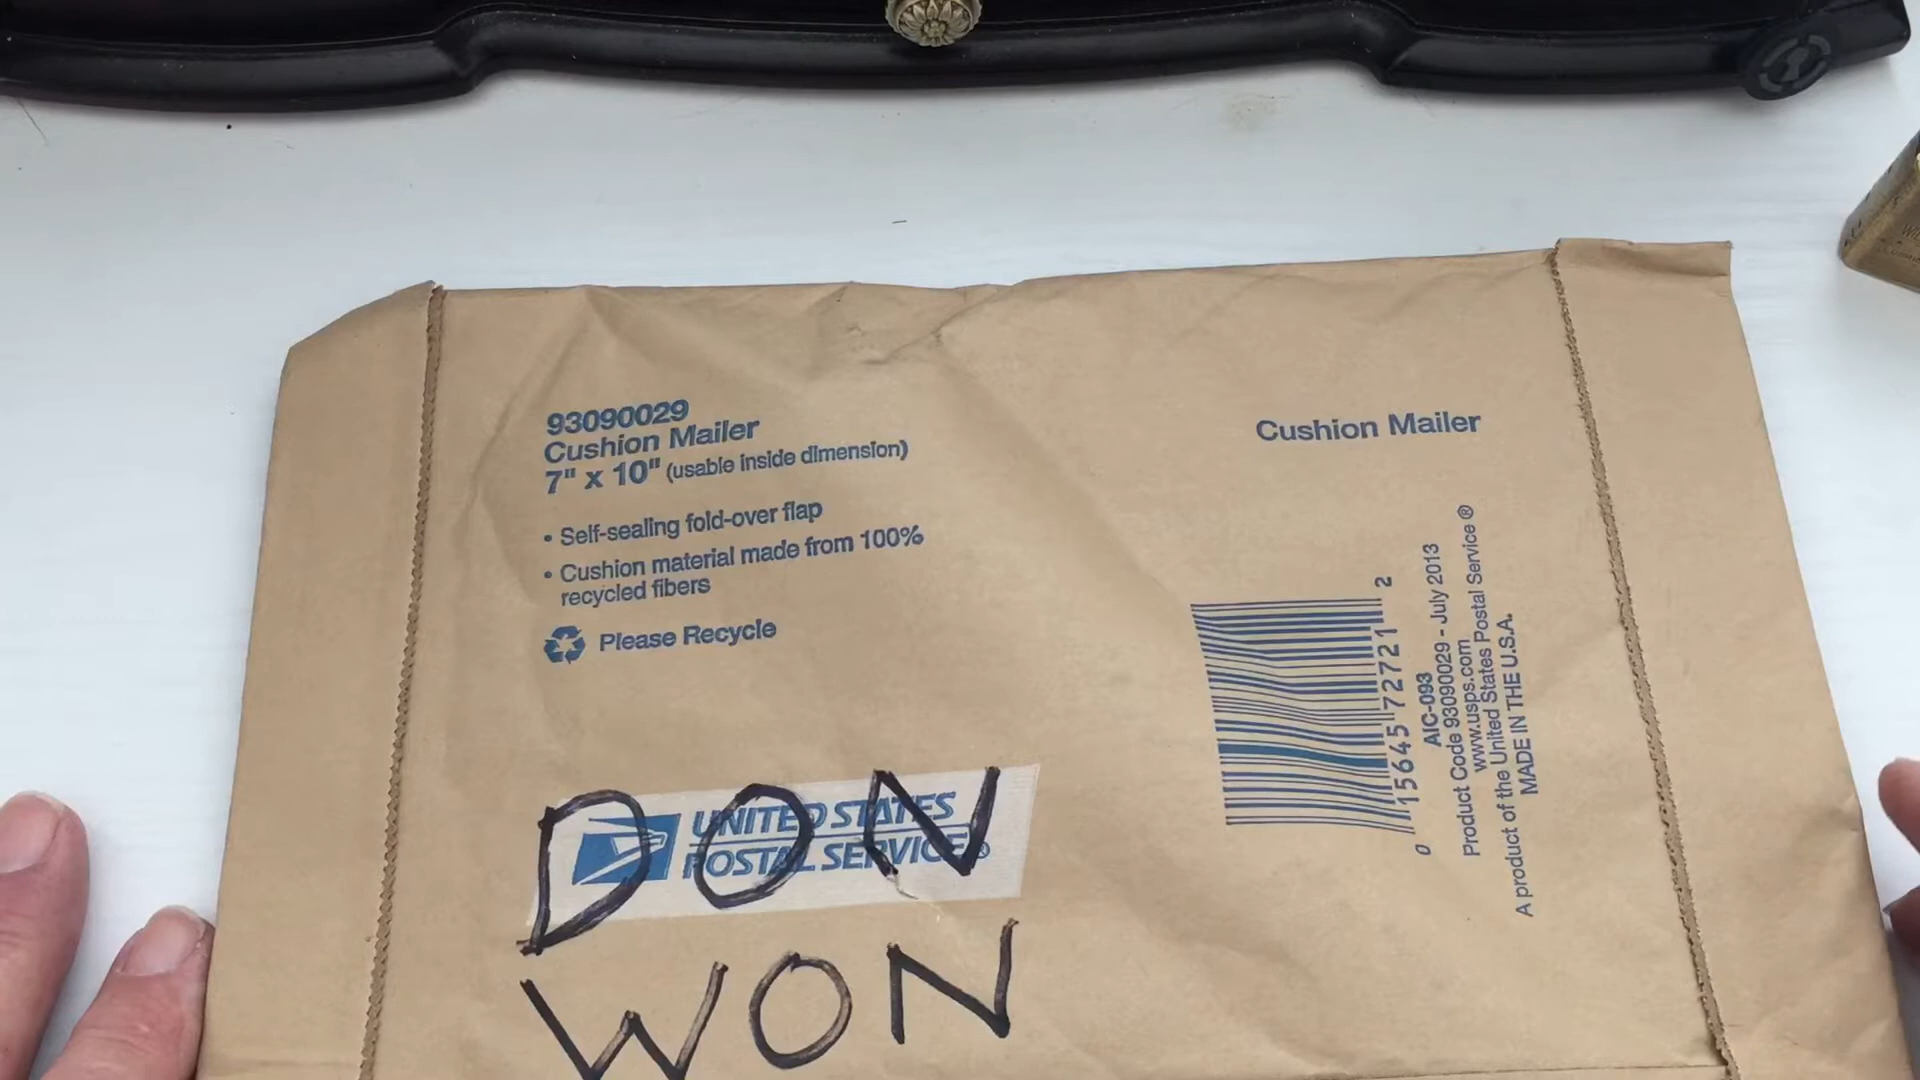 93090029
Cushion Mailer
7" x 10" (usable inside dimension)
• Self-sealing fold-over flap
• Cushion material made from 100%
recycled fibers
Please Recycle
UNITED STATES
POSTAL SERVICE®
DON
WON
Cushion Mailer
0 15645 72721 2
AIC-093
Product Code 93090029 - July 2013
www.usps.com
A product of the United States Postal Service ®
MADE IN THE U.S.A.